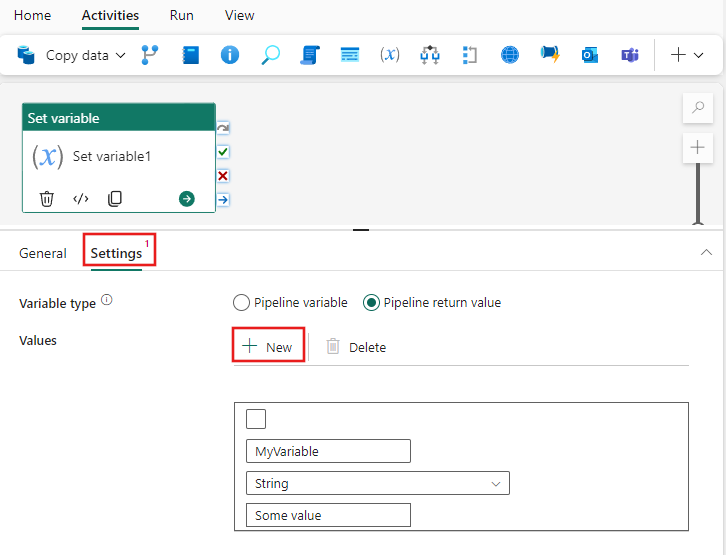 Home Activities Run View
Copy data (x)
Set variable
(x) Set variable1
</>
General Settings 1
Variable type Pipeline variable Pipeline return value
Values New Delete
MyVariable
String
Some value